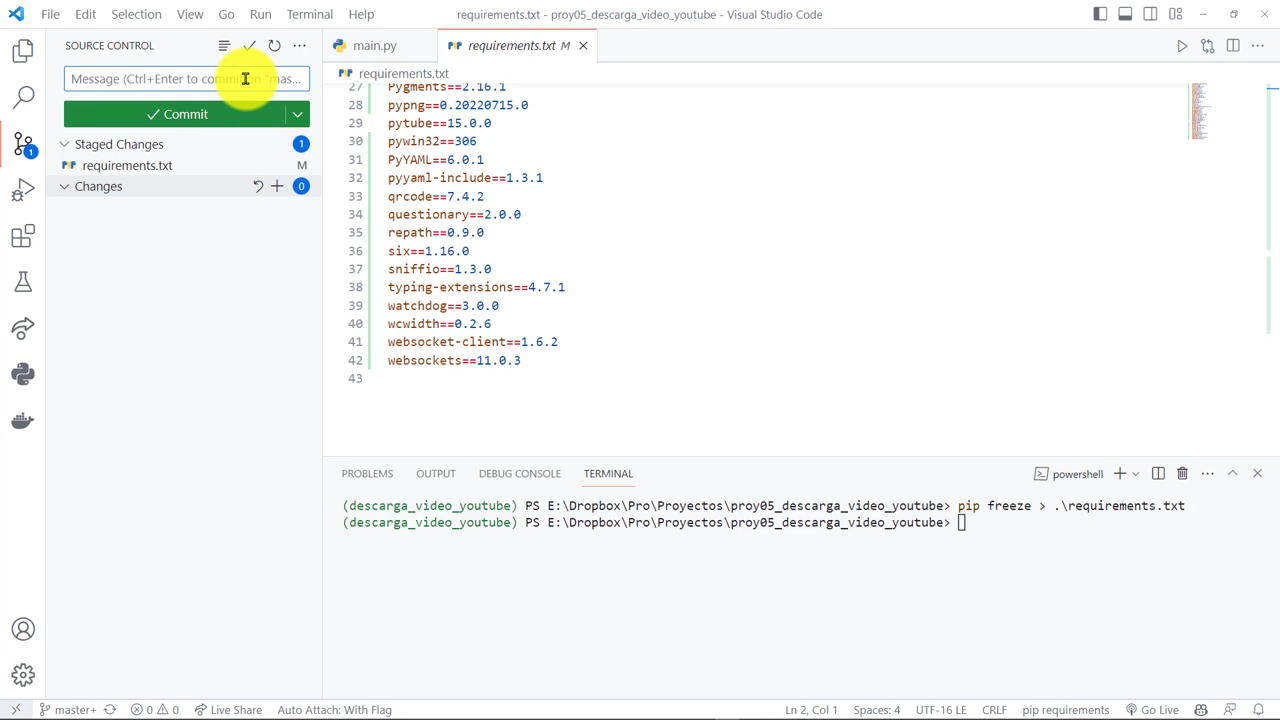 File Edit Selection View Go Run Terminal Help
requirements.txt - proy05_descarga_video_youtube - Visual Studio Code
SOURCE CONTROL
Message (Ctrl+Enter to commit on "mas...
Commit
Staged Changes 1
requirements.txt M
Changes 0
1
main.py
requirements.txt M
requirements.txt
27 Pygments==2.16.1
28 pypng==0.20220715.0
29 pytube==15.0.0
30 pywin32==306
31 PyYAML==6.0.1
32 pyyaml-include==1.3.1
33 qrcode==7.4.2
34 questionary==2.0.0
35 repath==0.9.0
36 six==1.16.0
37 sniffio==1.3.0
38 typing-extensions==4.7.1
39 watchdog==3.0.0
40 wcwidth==0.2.6
41 websocket-client==1.6.2
42 websockets==11.0.3
43
PROBLEMS OUTPUT DEBUG CONSOLE TERMINAL
powershell
(descarga_video_youtube) PS E:\Dropbox\Pro\Proyectos\proy05_descarga_video_youtube> pip freeze > .\requirements.txt
(descarga_video_youtube) PS E:\Dropbox\Pro\Proyectos\proy05_descarga_video_youtube>
master+ 0 0 Live Share Auto Attach: With Flag
Ln 2, Col 1 Spaces: 4 UTF-16 LE CRLF pip requirements Go Live